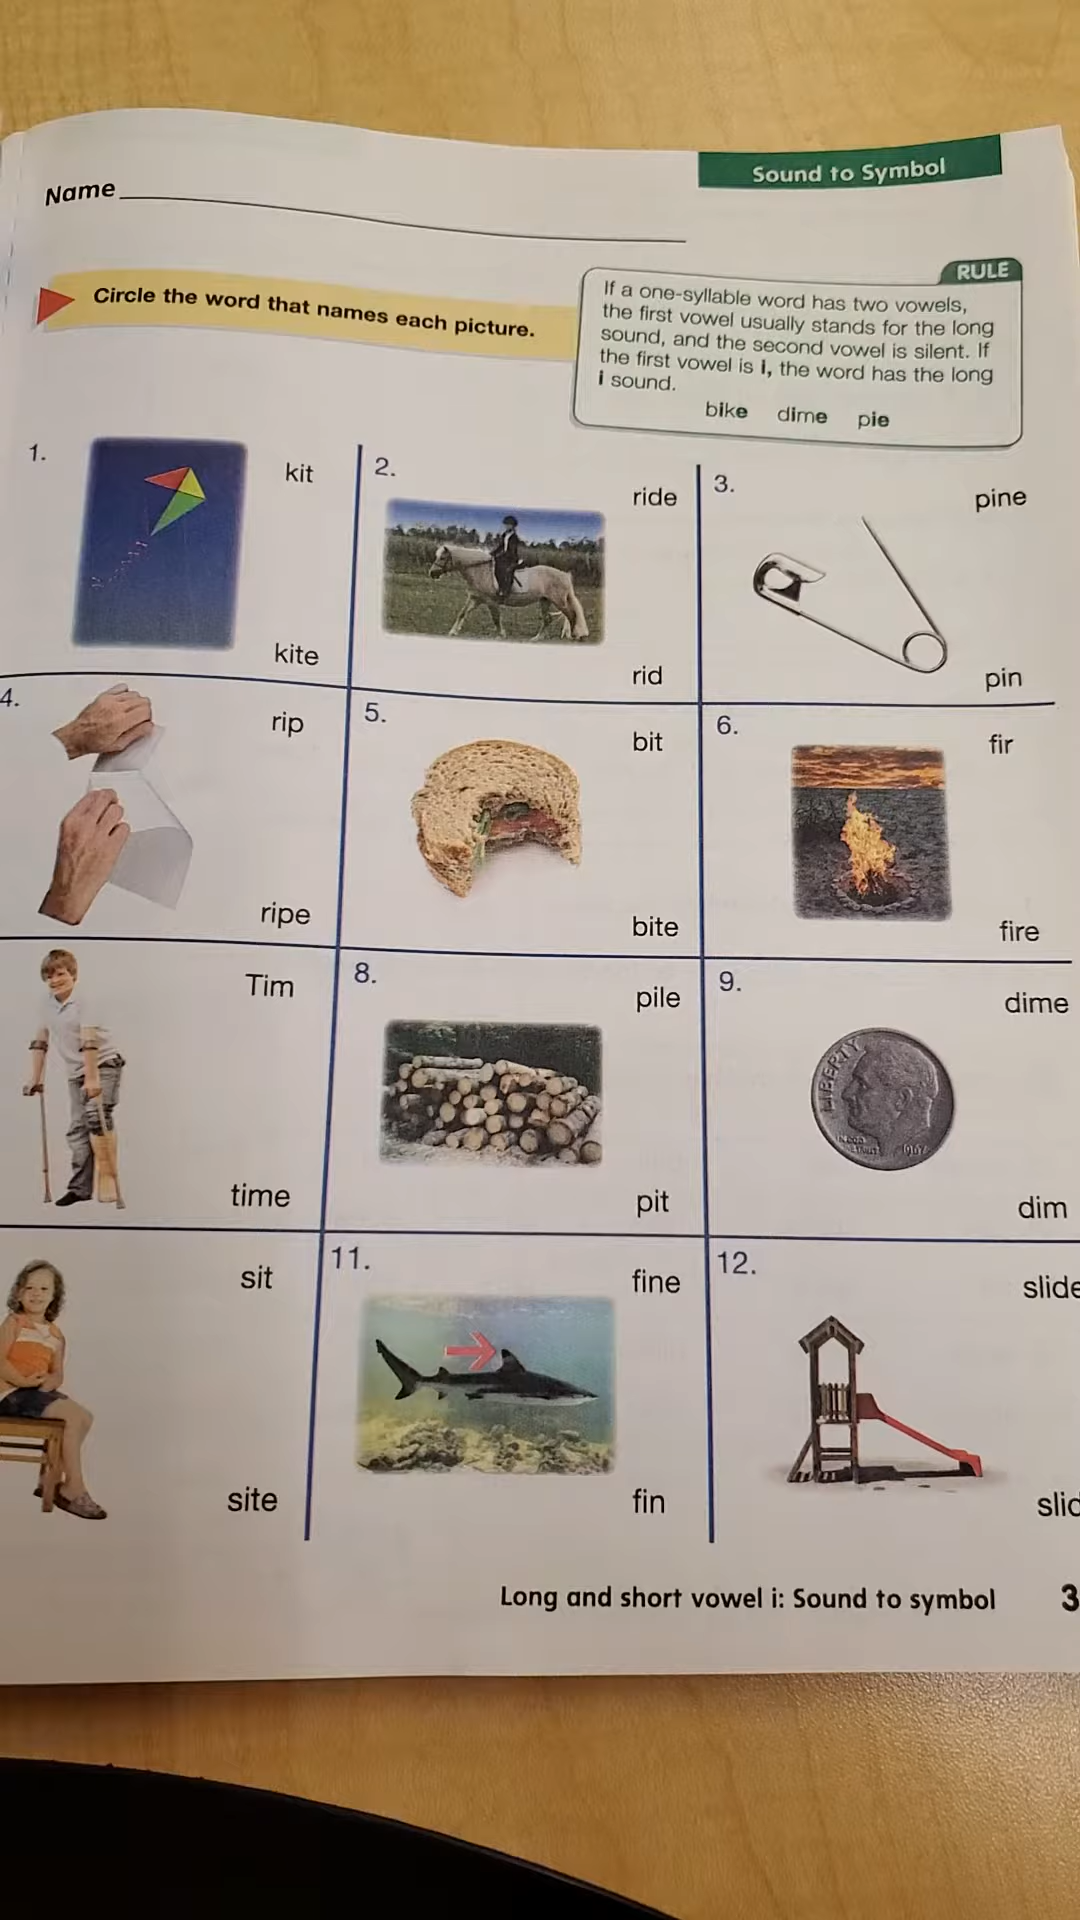 Sound to Symbol
Name
Circle the word that names each picture.
RULE
If a one-syllable word has two vowels,
the first vowel usually stands for the long
sound, and the second vowel is silent. If
the first vowel is i, the word has the long
i sound.
bike dime pie
1.
kit
kite
2.
ride
rid
3.
pine
pin
4.
rip
ripe
5.
bit
bite
6.
fir
fire
Tim
time
8.
pile
pit
9.
dime
LIBERTY
dim
sit
site
11.
fine
fin
12.
slide
slid
Long and short vowel i: Sound to symbol 3